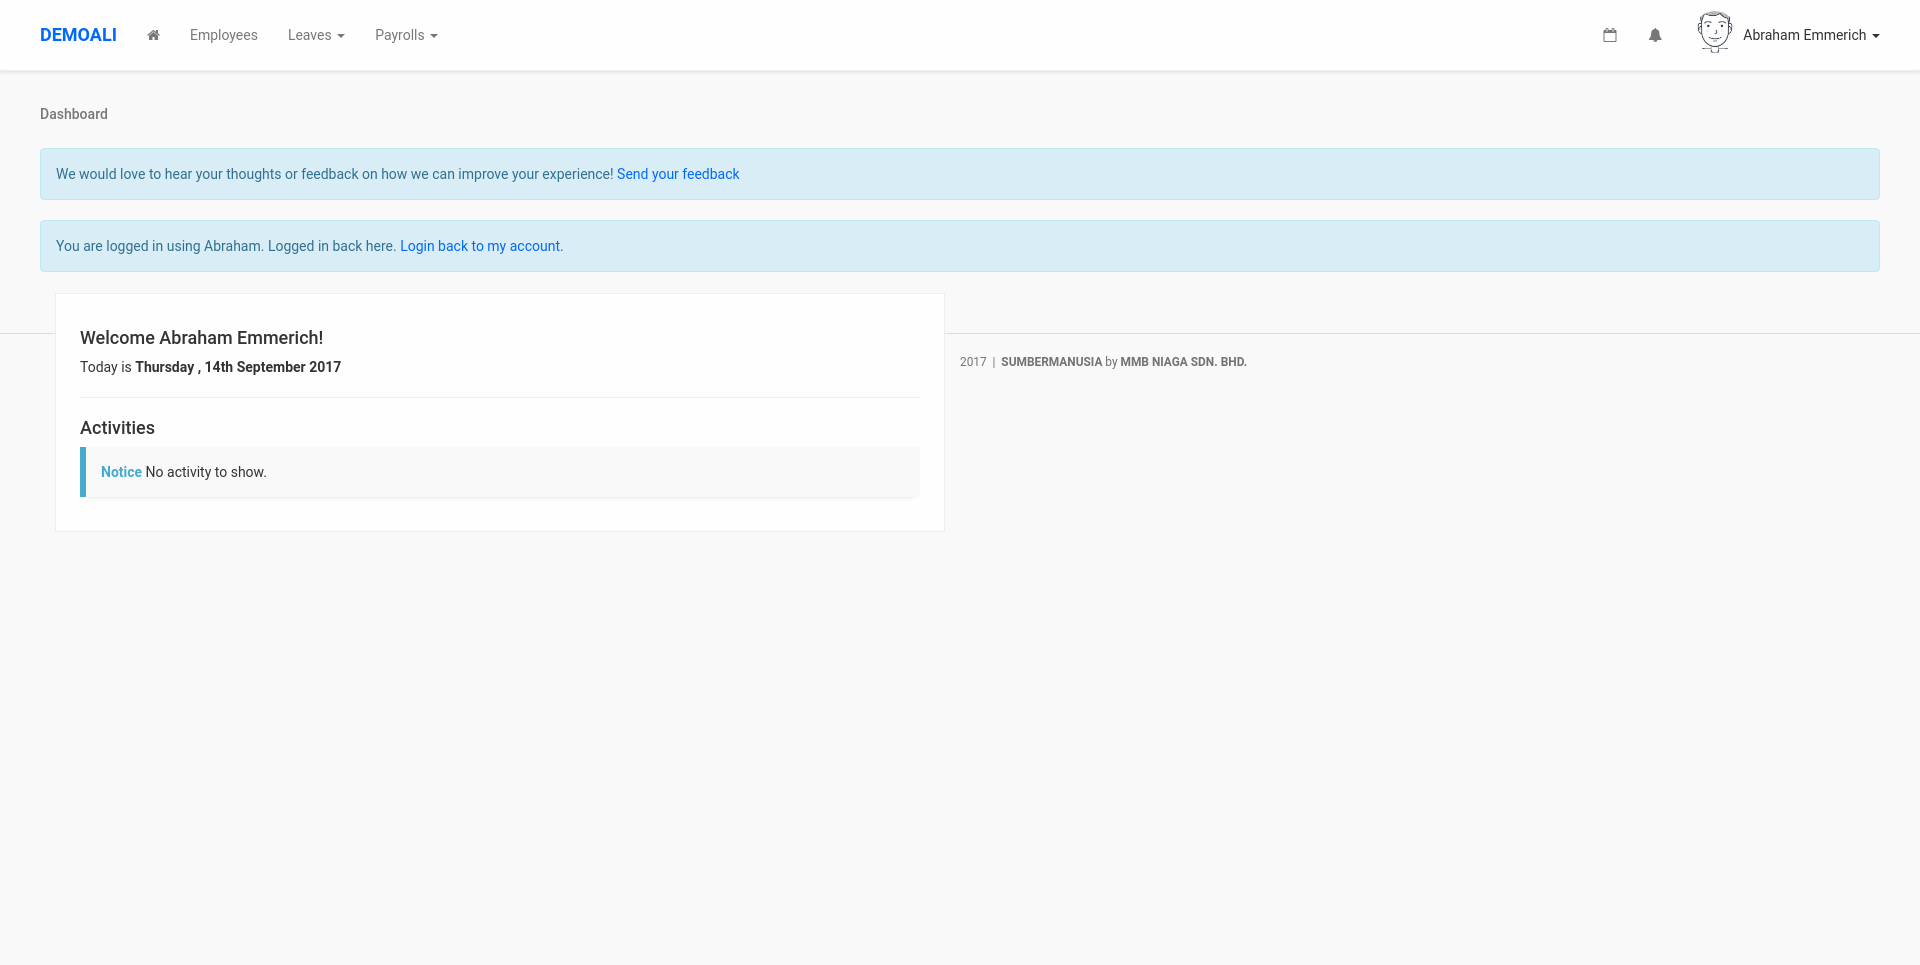 DEMOALI Employees Leaves Payrolls Abraham Emmerich
Dashboard
We would love to hear your thoughts or feedback on how we can improve your experience! Send your feedback
You are logged in using Abraham. Logged in back here. Login back to my account.
Welcome Abraham Emmerich!
Today is Thursday , 14th September 2017
2017 | SUMBERMANUSIA by MMB NIAGA SDN. BHD.
Activities
Notice No activity to show.